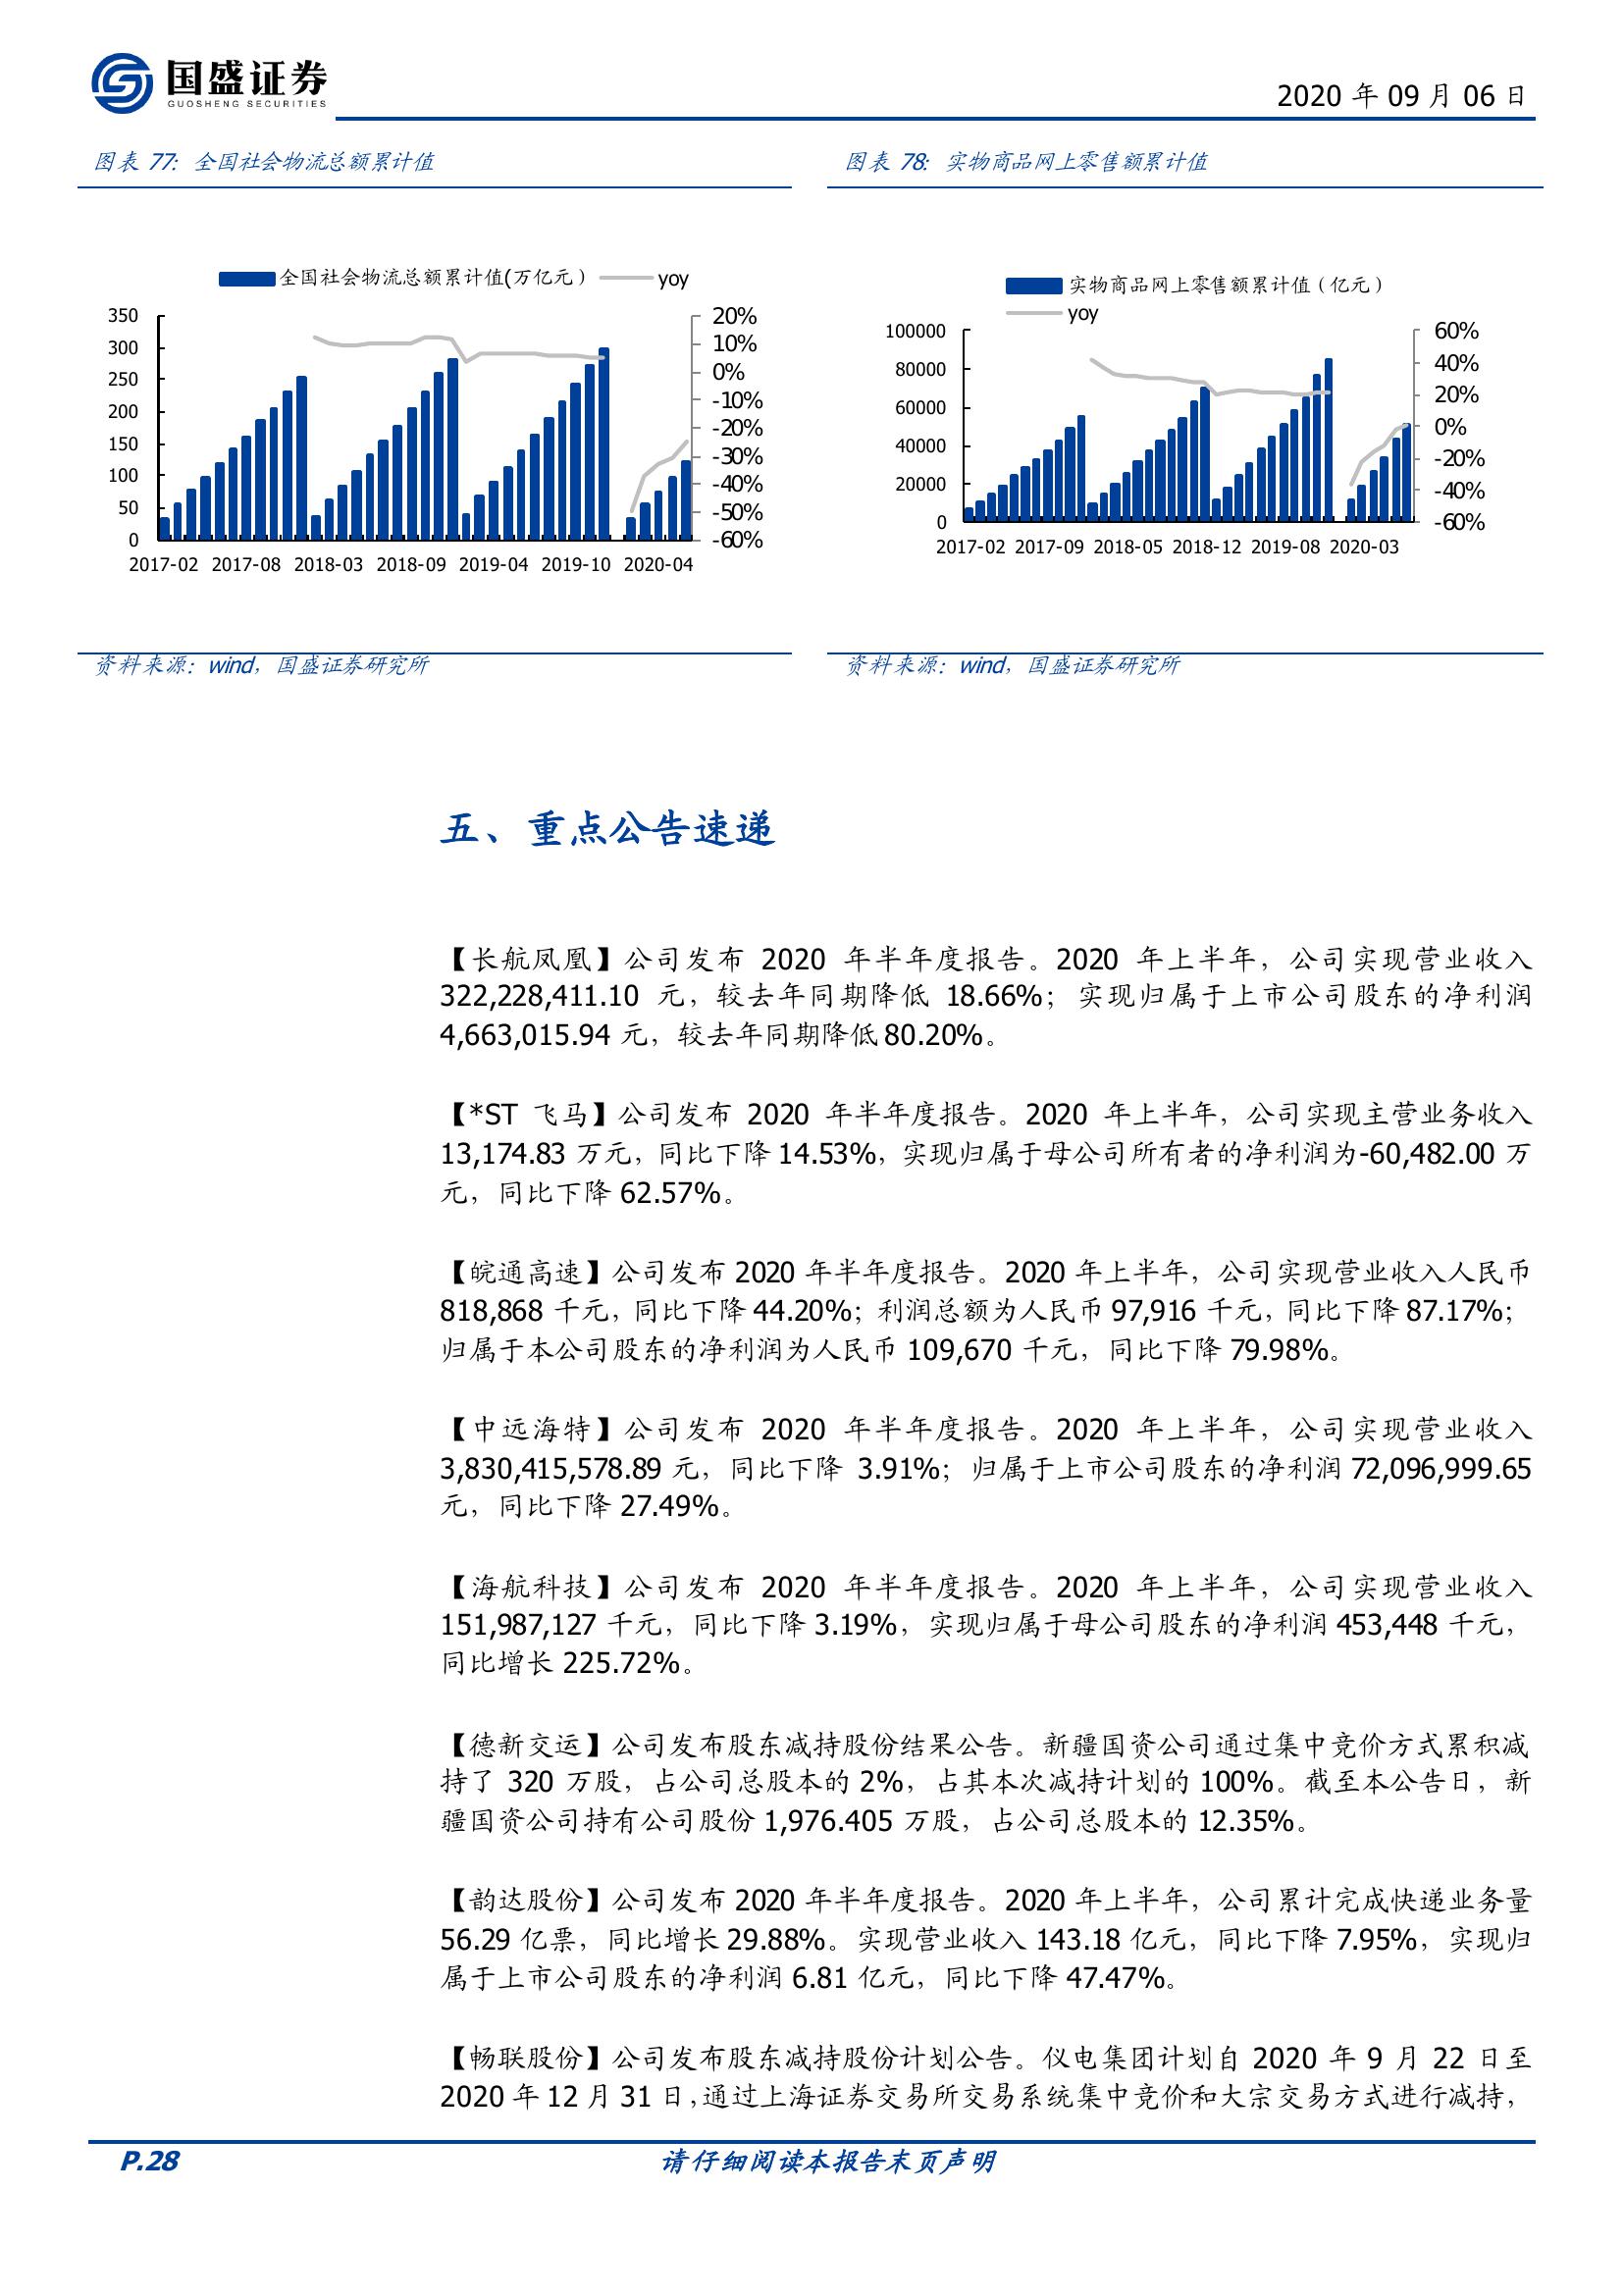 国盛证券
GUOSHENG SECURITIES
2020 年 09 月 06 日
图表 77：全国社会物流总额累计值
全国社会物流总额累计值(万亿元）
yoy
350
300
250
200
150
100
50
0
20%
10%
0%
-10%
-20%
-30%
-40%
-50%
-60%
2017-02 2017-08 2018-03 2018-09 2019-04 2019-10 2020-04
资料来源：wind，国盛证券研究所
图表 78：实物商品网上零售额累计值
实物商品网上零售额累计值（亿元）
yoy
100000
80000
60000
40000
20000
0
60%
40%
20%
0%
-20%
-40%
-60%
2017-02 2017-09 2018-05 2018-12 2019-08 2020-03
资料来源：wind，国盛证券研究所
五、重点公告速递
【长航凤凰】公司发布 2020 年半年度报告。2020 年上半年，公司实现营业收入
322,228,411.10 元，较去年同期降低 18.66%；实现归属于上市公司股东的净利润
4,663,015.94 元，较去年同期降低 80.20%。
【*ST 飞马】公司发布 2020 年半年度报告。2020 年上半年，公司实现主营业务收入
13,174.83 万元，同比下降 14.53%，实现归属于母公司所有者的净利润为-60,482.00 万
元，同比下降 62.57%。
【皖通高速】公司发布 2020 年半年度报告。2020 年上半年，公司实现营业收入人民币
818,868 千元，同比下降 44.20%；利润总额为人民币 97,916 千元，同比下降 87.17%；
归属于本公司股东的净利润为人民币 109,670 千元，同比下降 79.98%。
【中远海特】公司发布 2020 年半年度报告。2020 年上半年，公司实现营业收入
3,830,415,578.89 元，同比下降 3.91%；归属于上市公司股东的净利润 72,096,999.65
元，同比下降 27.49%。
【海航科技】公司发布 2020 年半年度报告。2020 年上半年，公司实现营业收入
151,987,127 千元，同比下降 3.19%，实现归属于母公司股东的净利润 453,448 千元，
同比增长 225.72%。
【德新交运】公司发布股东减持股份结果公告。新疆国资公司通过集中竞价方式累积减
持了 320 万股，占公司总股本的 2%，占其本次减持计划的 100%。截至本公告日，新
疆国资公司持有公司股份 1,976.405 万股，占公司总股本的 12.35%。
【韵达股份】公司发布 2020 年半年度报告。2020 年上半年，公司累计完成快递业务量
56.29 亿票，同比增长 29.88%。实现营业收入 143.18 亿元，同比下降 7.95%，实现归
属于上市公司股东的净利润 6.81 亿元，同比下降 47.47%。
【畅联股份】公司发布股东减持股份计划公告。仪电集团计划自 2020 年 9 月 22 日至
2020 年 12 月 31 日，通过上海证券交易所交易系统集中竞价和大宗交易方式进行减持，
P.28
请仔细阅读本报告末页声明